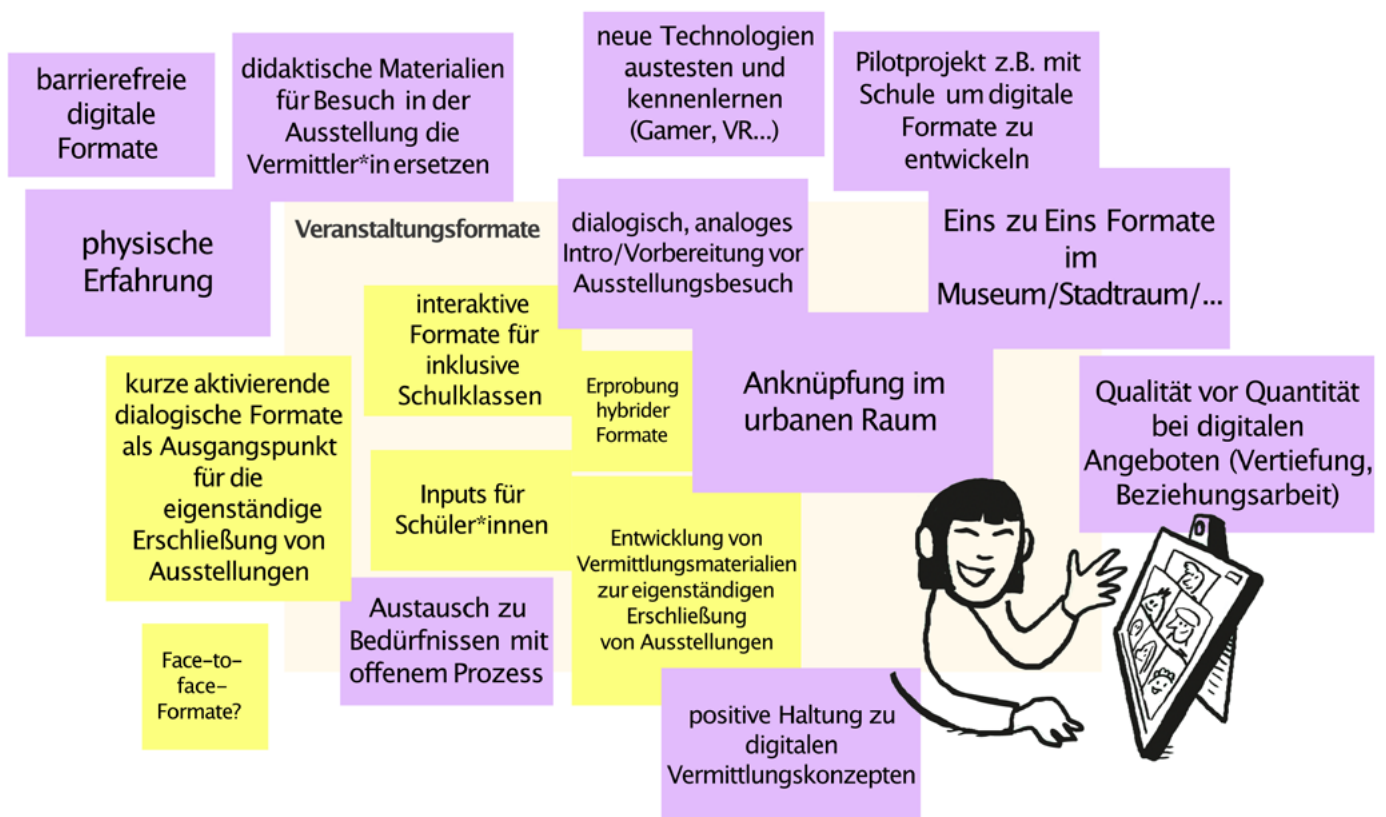 barrierefreie
digitale
Formate
didaktische Materialien
für Besuch in der
Ausstellung die
Vermittler*in ersetzen
neue Technologien
austesten und
kennenlernen
(Gamer, VR...)
Pilotprojekt z.B. mit
Schule um digitale
Formate zu
entwickeln
physische
Erfahrung
Veranstaltungsformate
dialogisch, analoges
Intro/Vorbereitung vor
Ausstellungsbesuch
Eins zu Eins Formate
im
Museum/Stadtraum/...
interaktive
Formate für
inklusive
Schulklassen
kurze aktivierende
dialogische Formate
als Ausgangspunkt
für die
eigenständige
Erschließung von
Ausstellungen
Erprobung
hybrider
Formate
Anknüpfung im
urbanen Raum
Qualität vor Quantität
bei digitalen
Angeboten (Vertiefung,
Beziehungsarbeit)
Inputs für
Schüler*innen
Entwicklung von
Vermittlungsmaterialien
zur eigenständigen
Erschließung
von Ausstellungen
Austausch zu
Bedürfnissen mit
offenem Prozess
Face-to-
face-
Formate?
positive Haltung zu
digitalen
Vermittlungskonzepten